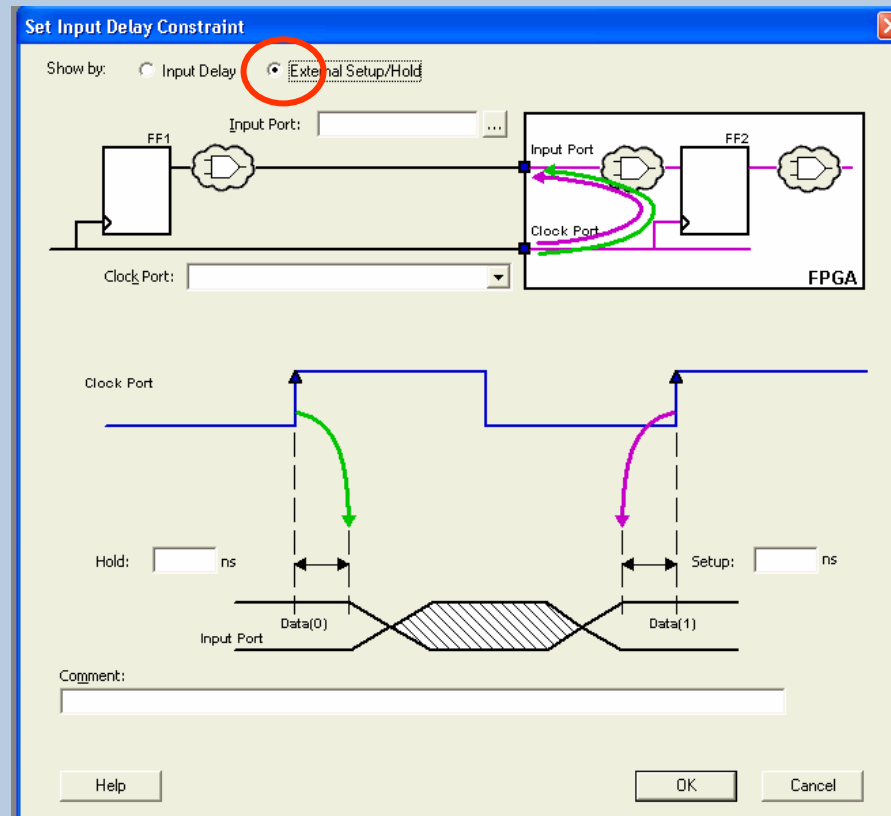 Set Input Delay Constraint
Show by: Input Delay External Setup/Hold
Input Port: ...
FF1
Input Port
FF2
Clock Port
Clock Port:
FPGA
Clock Port
Hold: ns
Setup: ns
Data(0)
Data(1)
Input Port
Comment:
Help OK Cancel